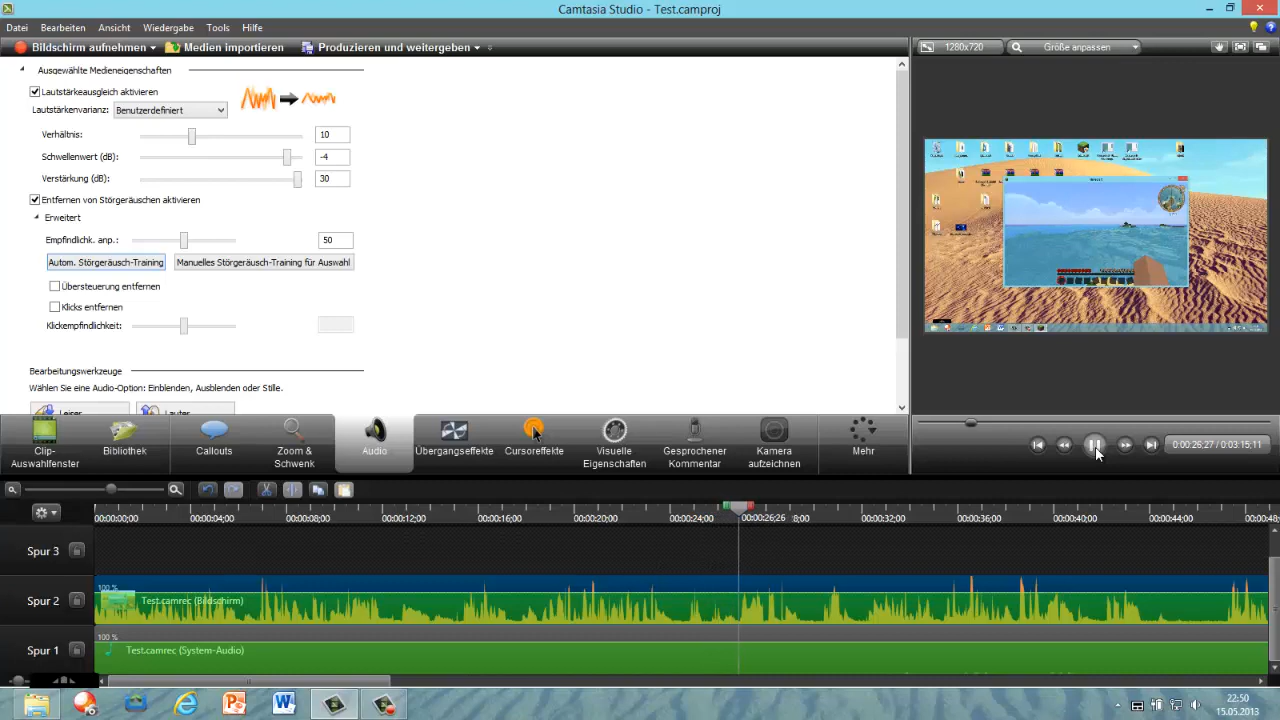 Camtasia Studio - Test.camproj
Datei Bearbeiten Ansicht Wiedergabe Tools Hilfe
Bildschirm aufnehmen Medien importieren Produzieren und weitergeben
1280x720 Größe anpassen
Ausgewählte Medieneigenschaften
Lautstärkeausgleich aktivieren
Lautstärkenvarianz: Benutzerdefiniert
Verhältnis: 10
Schwellenwert (dB): -4
Verstärkung (dB): 30
Entfernen von Störgeräuschen aktivieren
Erweitert
Empfindlichk. anp.: 50
Autom. Störgeräusch-Training Manuelles Störgeräusch-Training für Auswahl
Übersteuerung entfernen
Klicks entfernen
Klickempfindlichkeit:
Bearbeitungswerkzeuge
Wählen Sie eine Audio-Option: Einblenden, Ausblenden oder Stille.
Leiser Lauter
Clip-Auswahlfenster Bibliothek Callouts Zoom & Schwenk Audio Übergangseffekte Cursoreffekte Visuelle Eigenschaften Gesprochener Kommentar Kamera aufzeichnen Mehr
0:00:26;27 / 0:03:15;11
00:00:00;00 00:00:04;00 00:00:08;00 00:00:12;00 00:00:16;00 00:00:20;00 00:00:24;00 00:00:26;26 8;00 00:00:32;00 00:00:36;00 00:00:40;00 00:00:44;00 00:00:48
Spur 3
100 %
Spur 2 Test.camrec (Bildschirm)
100 %
Spur 1 Test.camrec (System-Audio)
22:50
15.05.2013